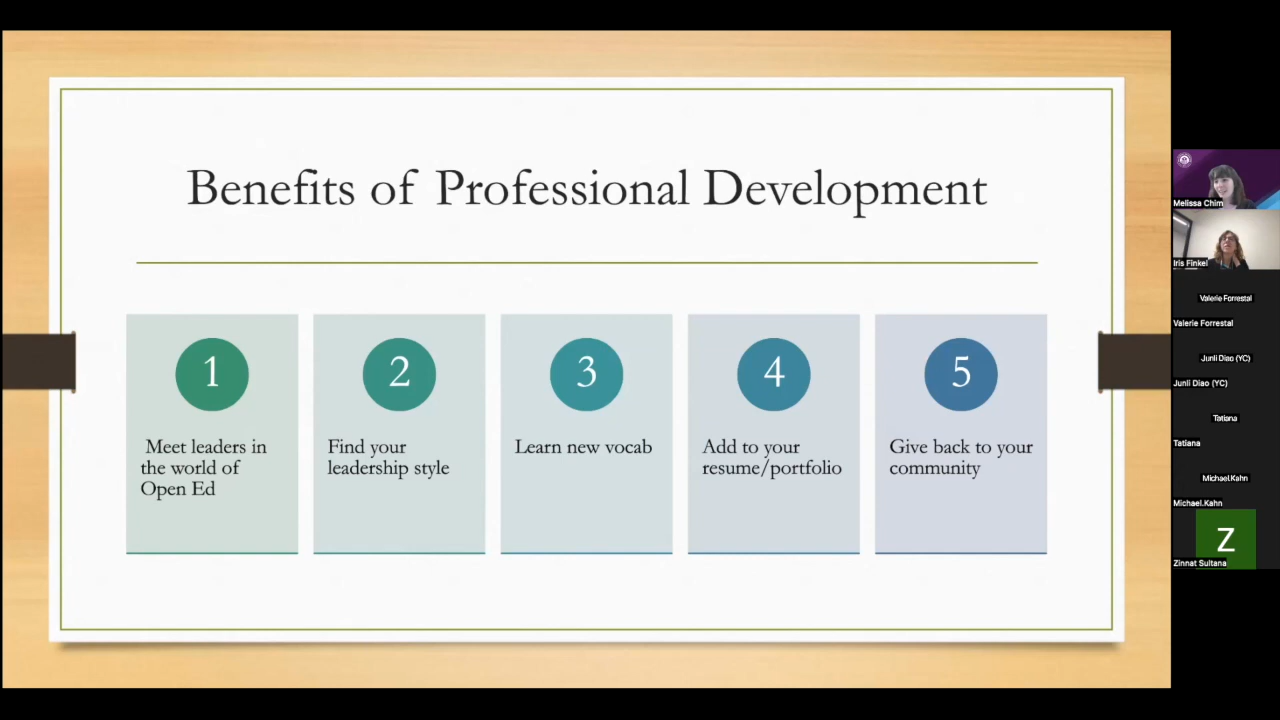 Benefits of Professional Development
1
Meet leaders in
the world of
Open Ed
2
Find your
leadership style
3
Learn new vocab
4
Add to your
resume/portfolio
5
Give back to your
community
Melissa Chim
Iris Finkel
Valerie Forrestal
Valerie Forrestal
Junli Diao (YC)
Junli Diao (YC)
Tatiana
Tatiana
Michael.Kahn
Michael.Kahn
Z
Zinnat Sultana